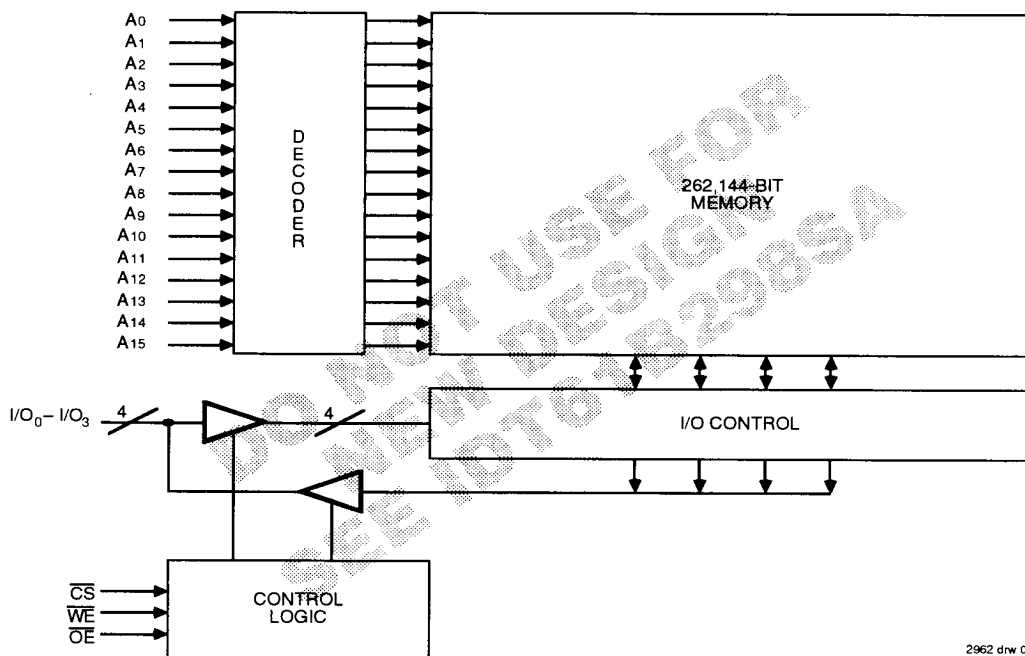 A0
A1
A2
A3
A4
A5
A6
A7
A8
A9
A10
A11
A12
A13
A14
A15
DECODER
262,144-BIT
MEMORY
I/O0 – I/O3
4
4
I/O CONTROL
CS
WE
OE
CONTROL
LOGIC
DO NOT USE FOR
NEW DESIGN
SEE IDT61B298SA
2962 drw